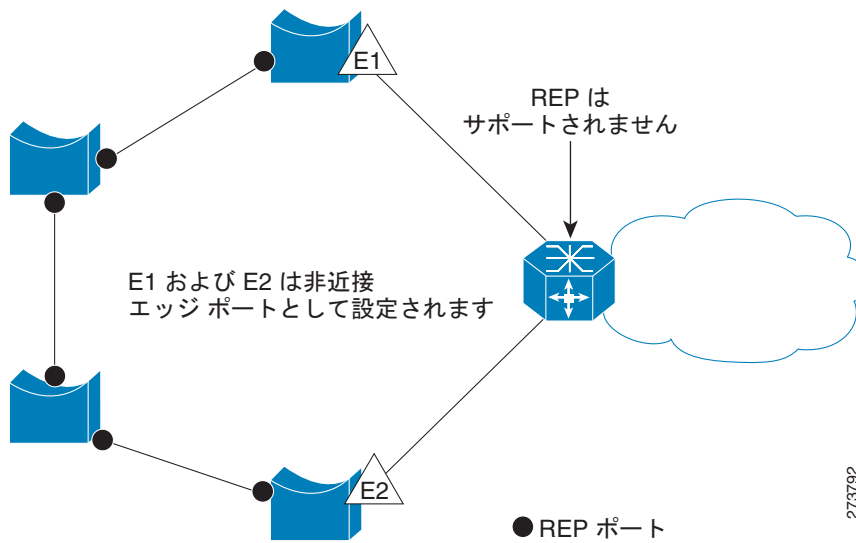 E1
REP は
サポートされません
E1 および E2 は非近接
エッジ ポートとして設定されます
E2
REP ポート
273792